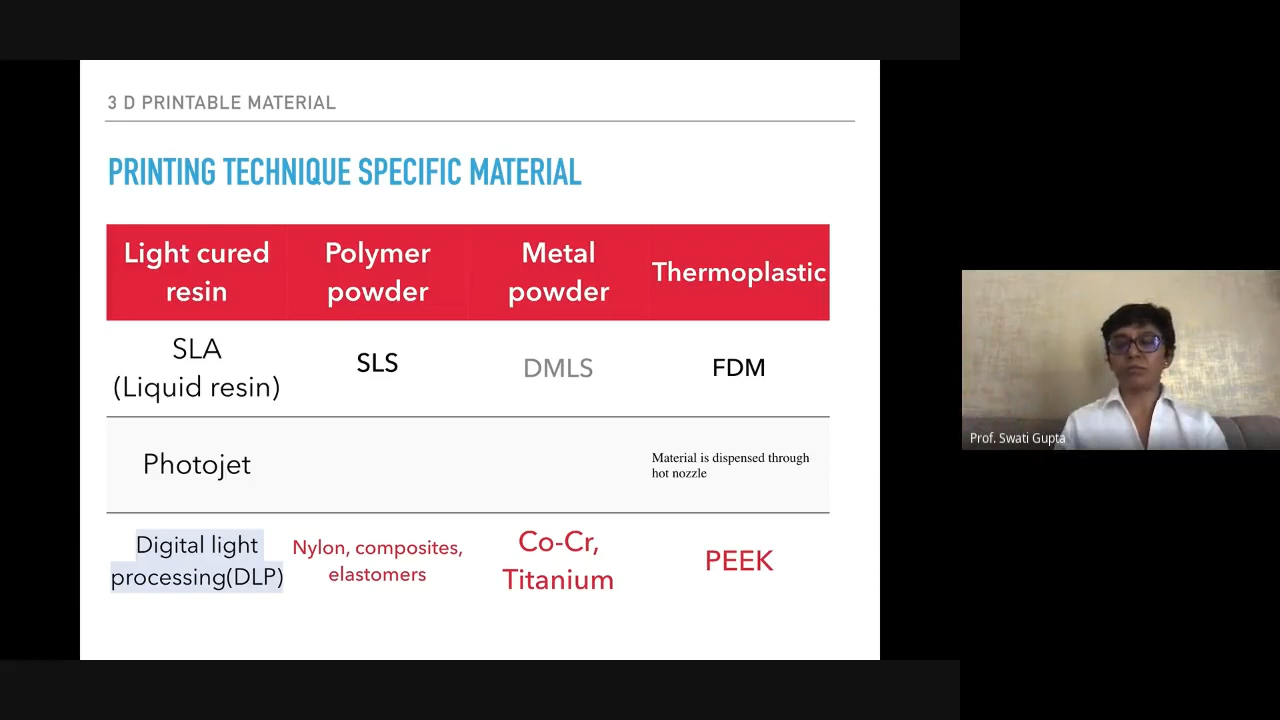 3 D PRINTABLE MATERIAL
PRINTING TECHNIQUE SPECIFIC MATERIAL
Light cured
resin
Polymer
powder
Metal
powder
Thermoplastic
SLA
(Liquid resin)
SLS
DMLS
FDM
Photojet
Material is dispensed through
hot nozzle
Digital light
processing(DLP)
Nylon, composites,
elastomers
Co-Cr,
Titanium
PEEK
Prof. Swati Gupta